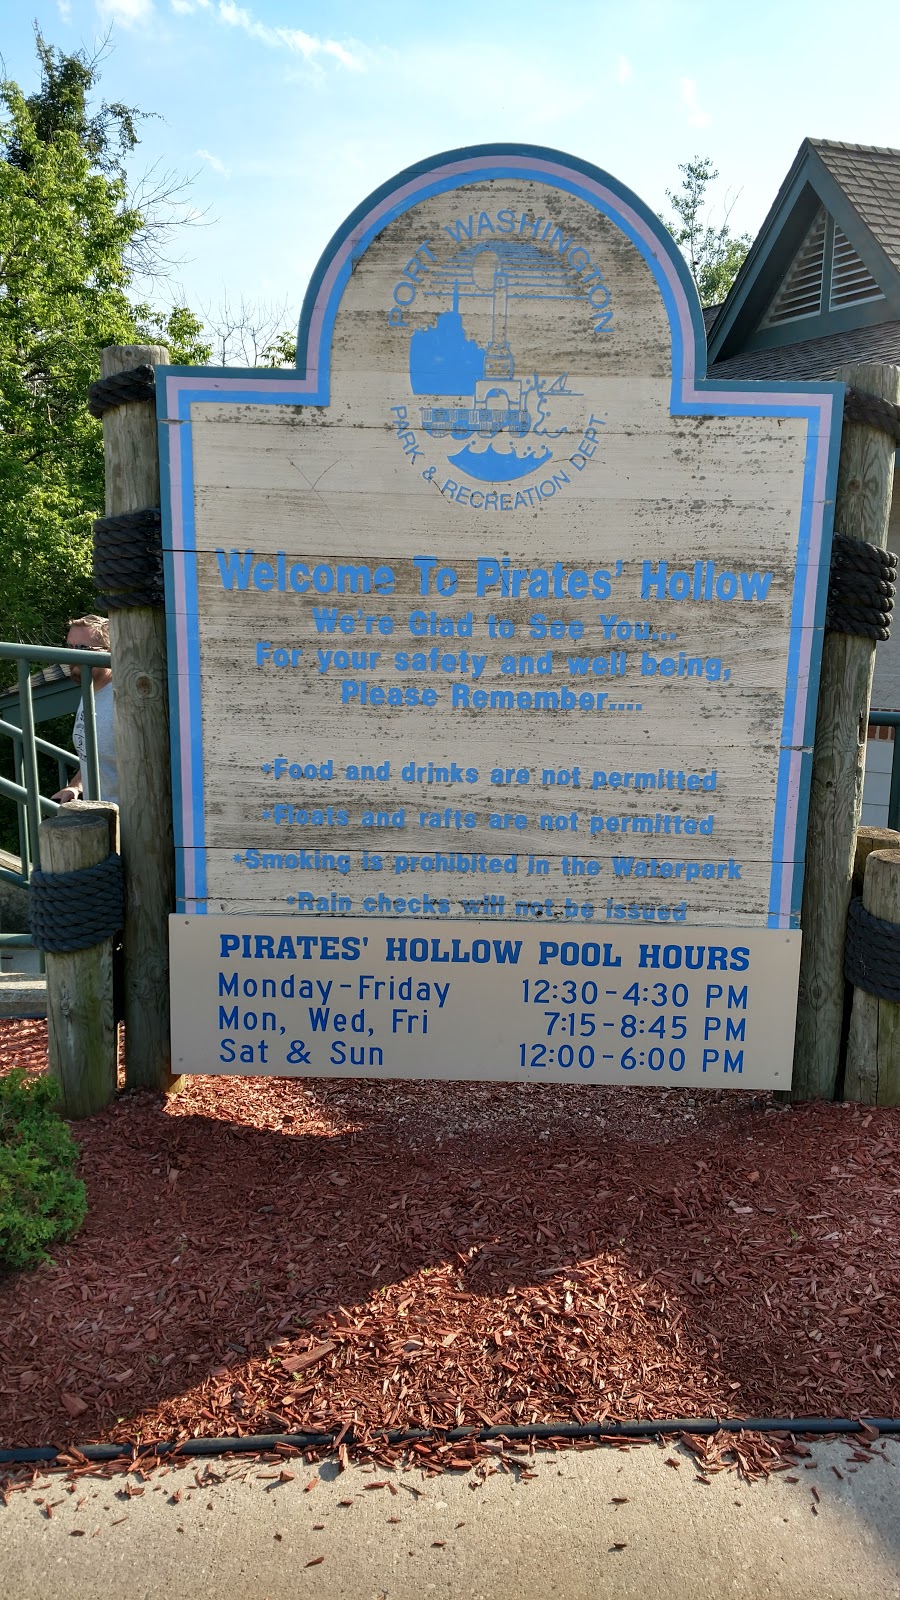 PORT WASHINGTON
PARK & RECREATION DEPT
Welcome To Pirates' Hollow
We're Glad to See You...
For your safety and well being,
Please Remember....
*Food and drinks are not permitted
*Floats and rafts are not permitted
*Smoking is prohibited in the Waterpark
*Rain checks will not be issued
PIRATES' HOLLOW POOL HOURS
Monday-Friday 12:30-4:30 PM
Mon, Wed, Fri 7:15-8:45 PM
Sat & Sun 12:00-6:00 PM